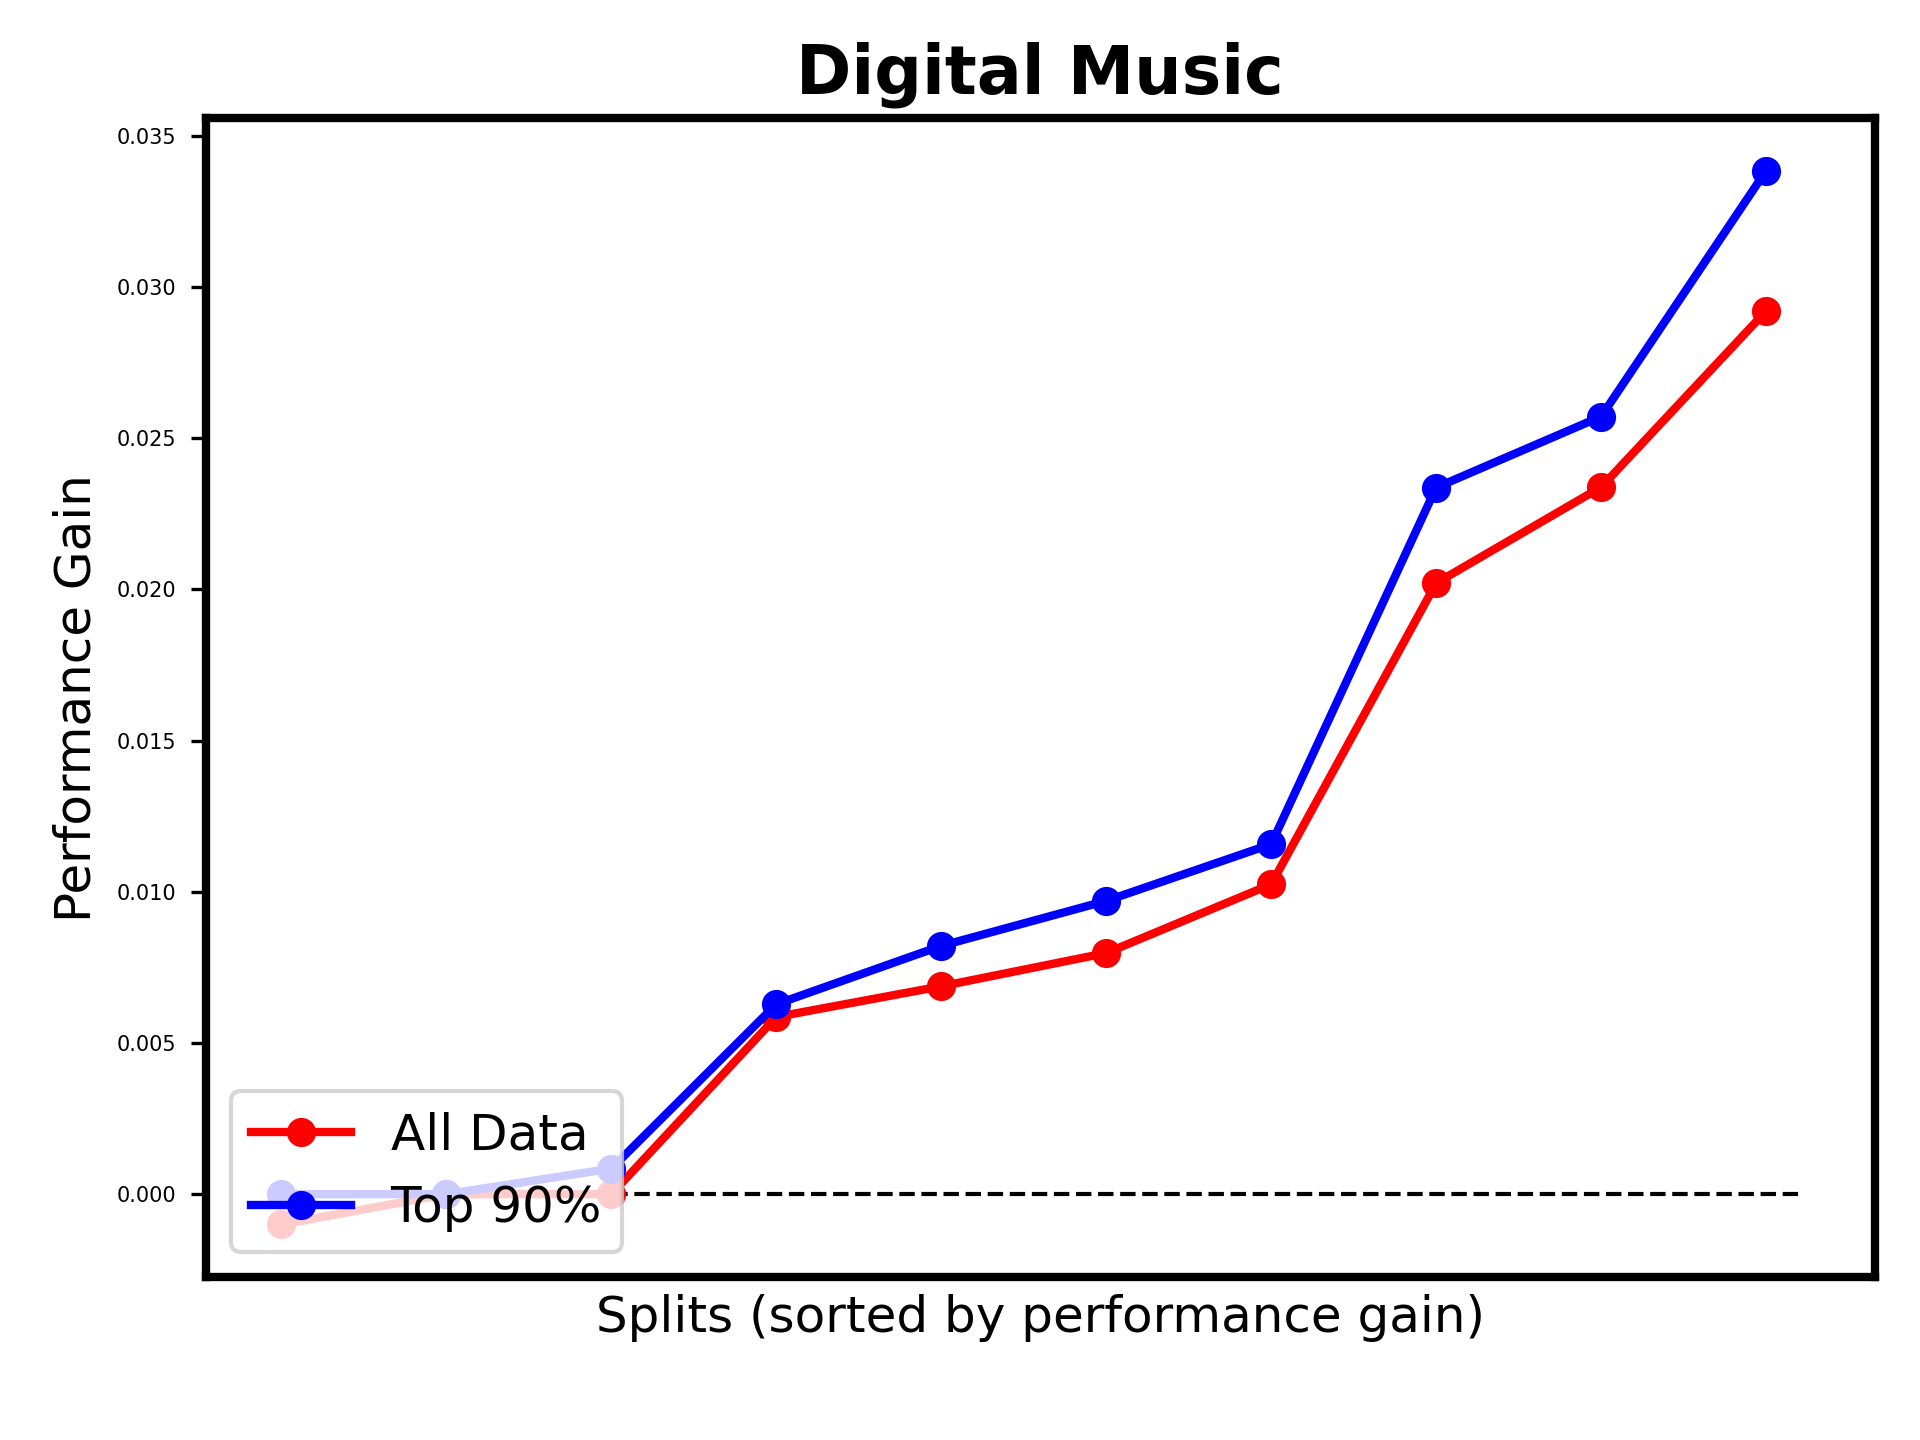 Digital Music
0.035
0.030
0.025
0.020
0.015
0.010
0.005
0.000
Performance Gain
All Data
Top 90%
Splits (sorted by performance gain)